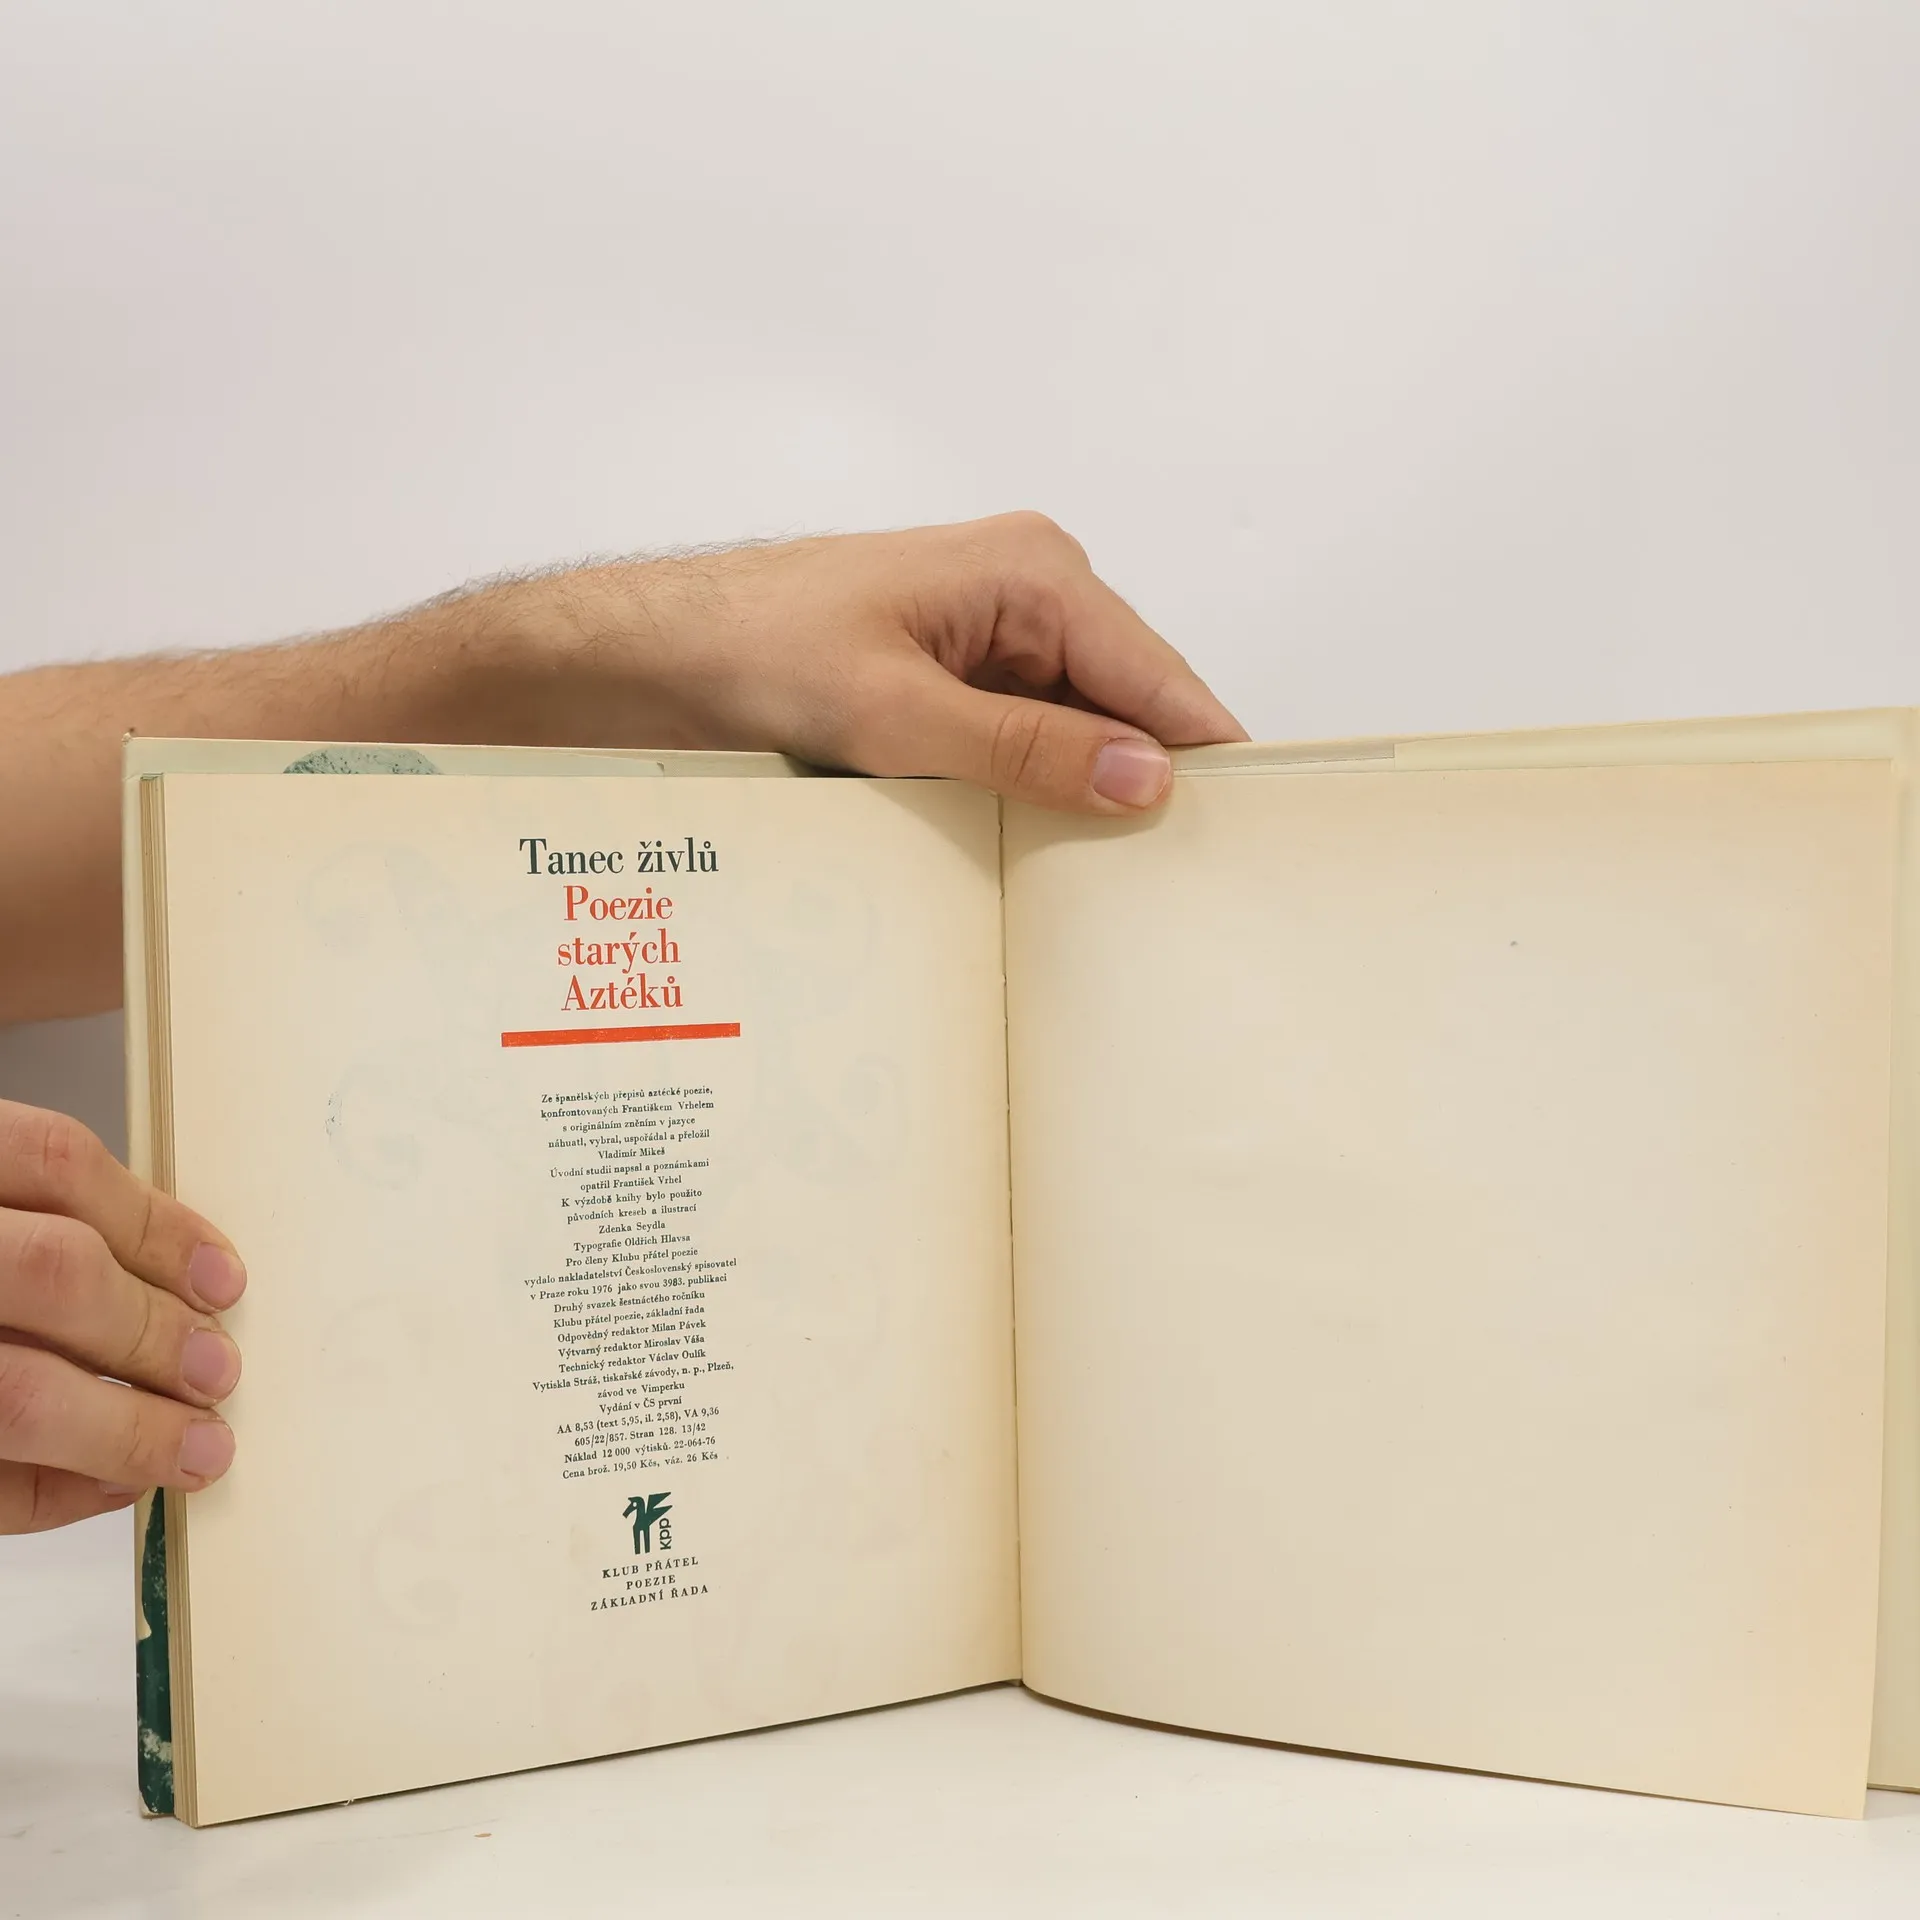 Tanec živlů
Poezie
starých
Aztéků
Ze španělských přepisů aztécké poezie,
konfrontovaných Františkem Vrhelem
s originálním zněním v jazyce
náhuatl, vybral, uspořádal a přeložil
Vladimír Mikeš
Úvodní studii napsal a poznámkami
opatřil František Vrhel
K výzdobě knihy bylo použito
původních kreseb a ilustrací
Zdenka Seydla
Typografie Oldřich Hlavsa
Pro členy Klubu přátel poezie
vydalo nakladatelství Československý spisovatel
v Praze roku 1976 jako svou 3983. publikaci
Druhý svazek šestnáctého ročníku
Klubu přátel poezie, základní řada
Odpovědný redaktor Milan Pávek
Výtvarný redaktor Miroslav Váša
Technický redaktor Václav Oulík
Vytiskla Stráž, tiskařské závody, n. p., Plzeň,
závod ve Vimperku
Vydání v ČS první
AA 8,53 (text 5,95, il. 2,58), VA 9,36
605/22/857. Stran 128. 13/42
Náklad 12 000 výtisků. 22-064-76
Cena brož. 19,50 Kčs, váz. 26 Kčs
kpp
KLUB PŘÁTEL
POEZIE
ZÁKLADNÍ ŘADA